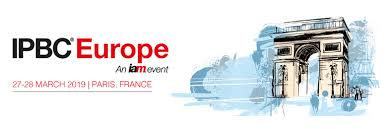 IPBC® Europe
An iam event
27-28 MARCH 2019 | PARIS, FRANCE